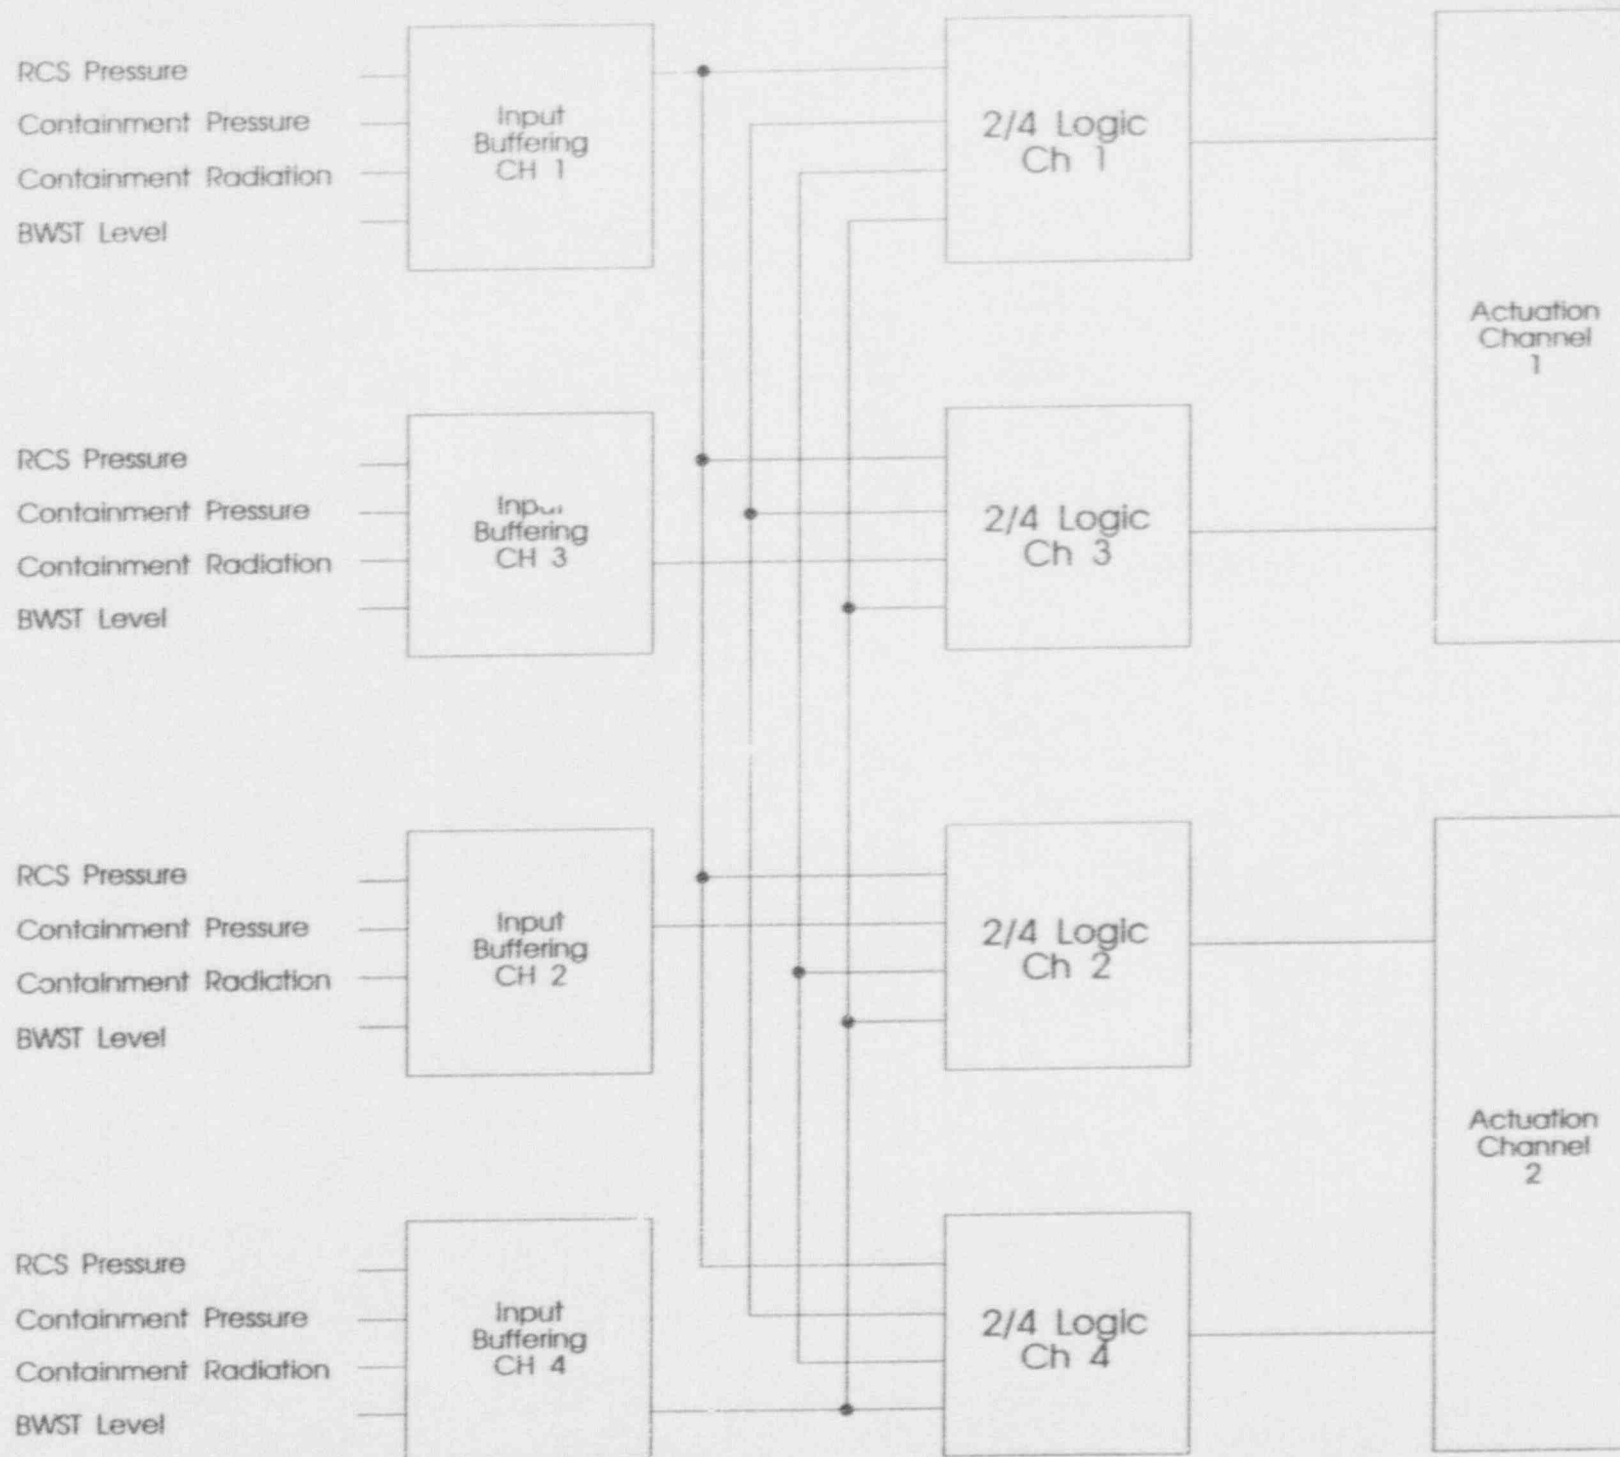 RCS Pressure
Containment Pressure
Containment Radiation
BWST Level
Input
Buffering
CH 1
2/4 Logic
Ch 1
Actuation
Channel
1
RCS Pressure
Containment Pressure
Containment Radiation
BWST Level
Input
Buffering
CH 3
2/4 Logic
Ch 3
RCS Pressure
Containment Pressure
Containment Radiation
BWST Level
Input
Buffering
CH 2
2/4 Logic
Ch 2
Actuation
Channel
2
RCS Pressure
Containment Pressure
Containment Radiation
BWST Level
Input
Buffering
CH 4
2/4 Logic
Ch 4